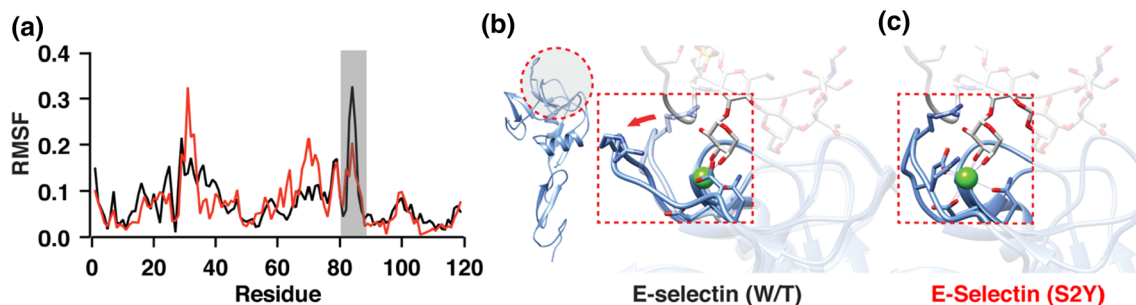 (a)
(b)
(c)
0.4
0.3
0.2
0.1
0.0
RMSF
0 20 40 60 80 100 120
Residue
E-selectin (W/T)
E-Selectin (S2Y)